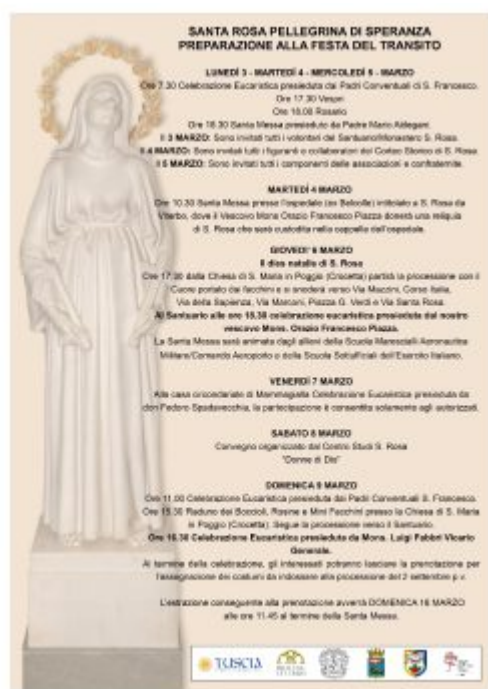 SANTA ROSA PELLEGRINA DI SPERANZA
PREPARAZIONE ALLA FESTA DEL TRANSITO
LUNEDÌ 3 - MARTEDÌ 4 - MERCOLEDÌ 5 - MARZO
Ore 7.30 Celebrazione Eucaristica presieduta dai Padri Conventuali di S. Francesco.
Ore 17.30 Vespri
Ore 18.00 Rosario
Ore 18.30 Santa Messa presieduta da Padre Mario
Il 3 MARZO: Sono invitati tutti i volontari del Santuario/Monastero S. Rosa.
Il 4 MARZO: Sono invitati tutti i figuranti e collaboratori del Corteo Storico di S. Rosa
Il 5 MARZO: Sono invitati tutti i componenti delle associazioni e confraternite.
MARTEDÌ 4 MARZO
Ore 10.30 Santa Messa presso l'ospedale (ex Belcolle) intitolato a S. Rosa da
Viterbo, dove il Vescovo Mons Orazio Francesco Piazza donerà una reliquia
di S. Rosa che sarà custodita nella cappella dell'ospedale.
GIOVEDI' 6 MARZO
Il dies natalis di S. Rosa
Ore 17.30 dalla Chiesa di S. Maria in Poggio (Crocetta) partirà la processione con il
Cuore portato dai facchini e si snoderà verso Via Mazzini, Corso Italia,
Via della Sapienza, Via Marconi, Piazza G. Verdi e Via Santa Rosa.
Al Santuario alle ore 18.30 celebrazione eucaristica presieduta dal nostro
vescovo Mons. Orazio Francesco Piazza.
La Santa Messa sarà animata dagli allievi della Scuola Marescialli Aeronautica
Militare/Comando Aeroporto e della Scuola Sottufficiali dell'Esercito Italiano.
VENERDÌ 7 MARZO
Alla casa circondariale di Mammagialla Celebrazione Eucaristica presieduta da
don Fedoro Spadavecchia, la partecipazione è consentita solamente agli autorizzati.
SABATO 8 MARZO
Convegno organizzato dal Centro Studi S. Rosa
"Donne di Dio"
DOMENICA 9 MARZO
Ore 11.00 Celebrazione Eucaristica presieduta dai Padri Conventuali S. Francesco.
Ore 15.30 Raduno dei Boccioli, Rosine e Mini Facchini presso la Chiesa di S. Maria
in Poggio (Crocetta). Segue la processione verso il Santuario.
Ore 16.30 Celebrazione Eucaristica presieduta da Mons. Luigi Fabbri Vicario
Generale.
Al termine della celebrazione, gli interessati potranno lasciare la prenotazione per
l'assegnazione dei costumi da indossare alla processione del 2 settembre p.v.
L'estrazione conseguente alla prenotazione avverrà DOMENICA 16 MARZO
alle ore 11.45 al termine della Santa Messa.
TUSCIA